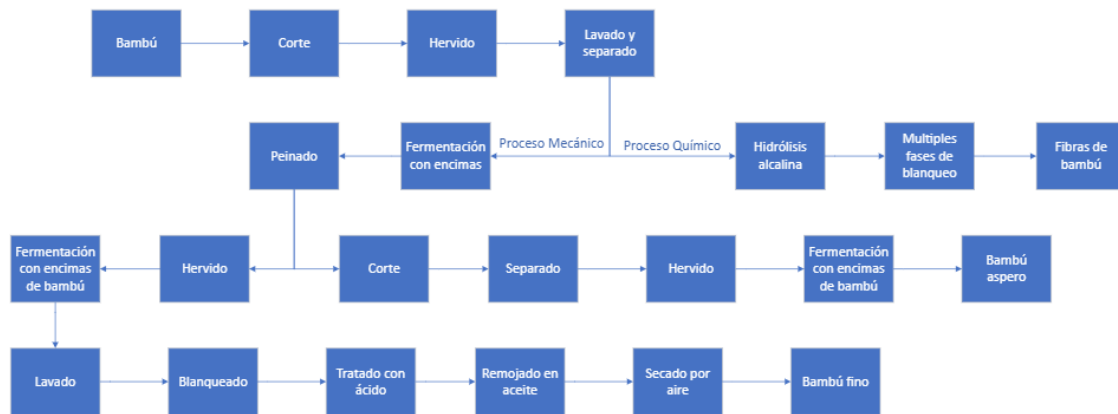 Bambú
Corte
Hervido
Lavado y
separado
Peinado
Fermentación
con encimas
Proceso Mecánico
Proceso Químico
Hidrólisis
alcalina
Multiples
fases de
blanqueo
Fibras de
bambú
Fermentación
con encimas
de bambú
Hervido
Corte
Separado
Hervido
Fermentación
con encimas
de bambú
Bambú
aspero
Lavado
Blanqueado
Tratado con
ácido
Remojado en
aceite
Secado por
aire
Bambú fino